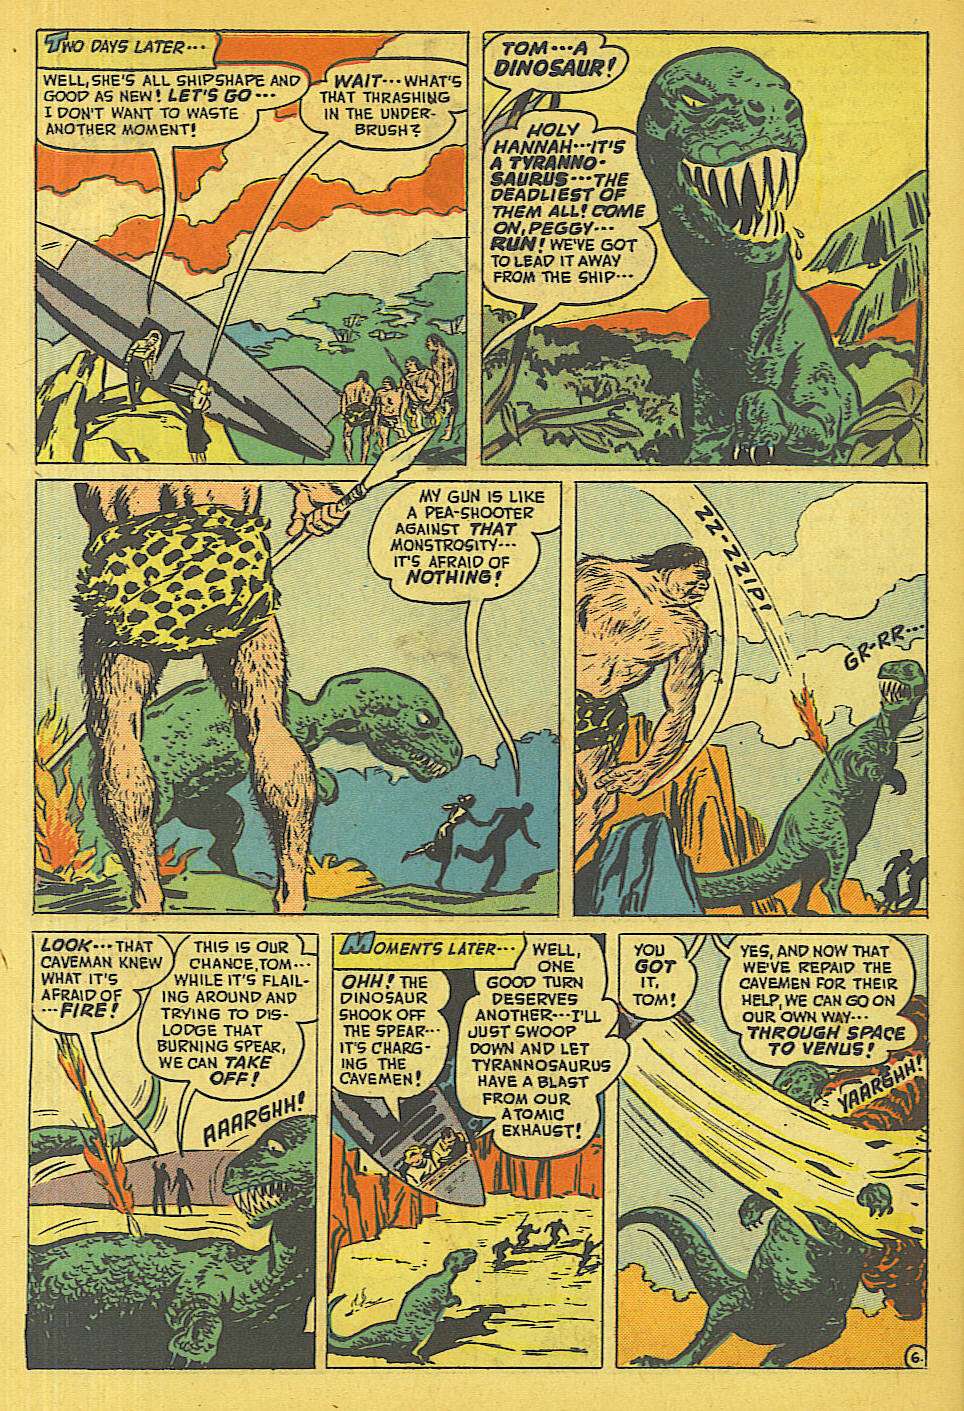 TWO DAYS LATER---
WELL, SHE'S ALL SHIPSHAPE AND
GOOD AS NEW! LET'S GO ---
I DON'T WANT TO WASTE
ANOTHER MOMENT!
WAIT---WHAT'S
THAT THRASHING
IN THE UNDER-
BRUSH?
TOM---A
DINOSAUR!
HOLY
HANNAH---IT'S
A TYRANNO-
SAURUS---THE
DEADLIEST OF
THEM ALL! COME
ON, PEGGY---
RUN! WE'VE GOT
TO LEAD IT AWAY
FROM THE SHIP---
MY GUN IS LIKE
A PEA-SHOOTER
AGAINST THAT
MONSTROSITY---
IT'S AFRAID OF
NOTHING!
ZZ-ZZIP!
GR-RR---
LOOK---THAT
CAVEMAN KNEW
WHAT IT'S
AFRAID OF
---FIRE!
THIS IS OUR
CHANCE, TOM---
WHILE IT'S FLAIL-
ING AROUND AND
TRYING TO DIS-
LODGE THAT
BURNING SPEAR,
WE CAN TAKE
OFF!
AAARGHH!
MOMENTS LATER---
OHH! THE
DINOSAUR
SHOOK OFF
THE SPEAR---
IT'S CHARG-
ING THE
CAVEMEN!
WELL,
ONE
GOOD TURN
DESERVES
ANOTHER---I'LL
JUST SWOOP
DOWN AND LET
TYRANNOSAURUS
HAVE A BLAST
FROM OUR
ATOMIC
EXHAUST!
YOU
GOT
IT,
TOM!
YES, AND NOW THAT
WE'VE REPAID THE
CAVEMEN FOR THEIR
HELP, WE CAN GO ON
OUR OWN WAY---
THROUGH SPACE
TO VENUS!
YAARGHH!
6.